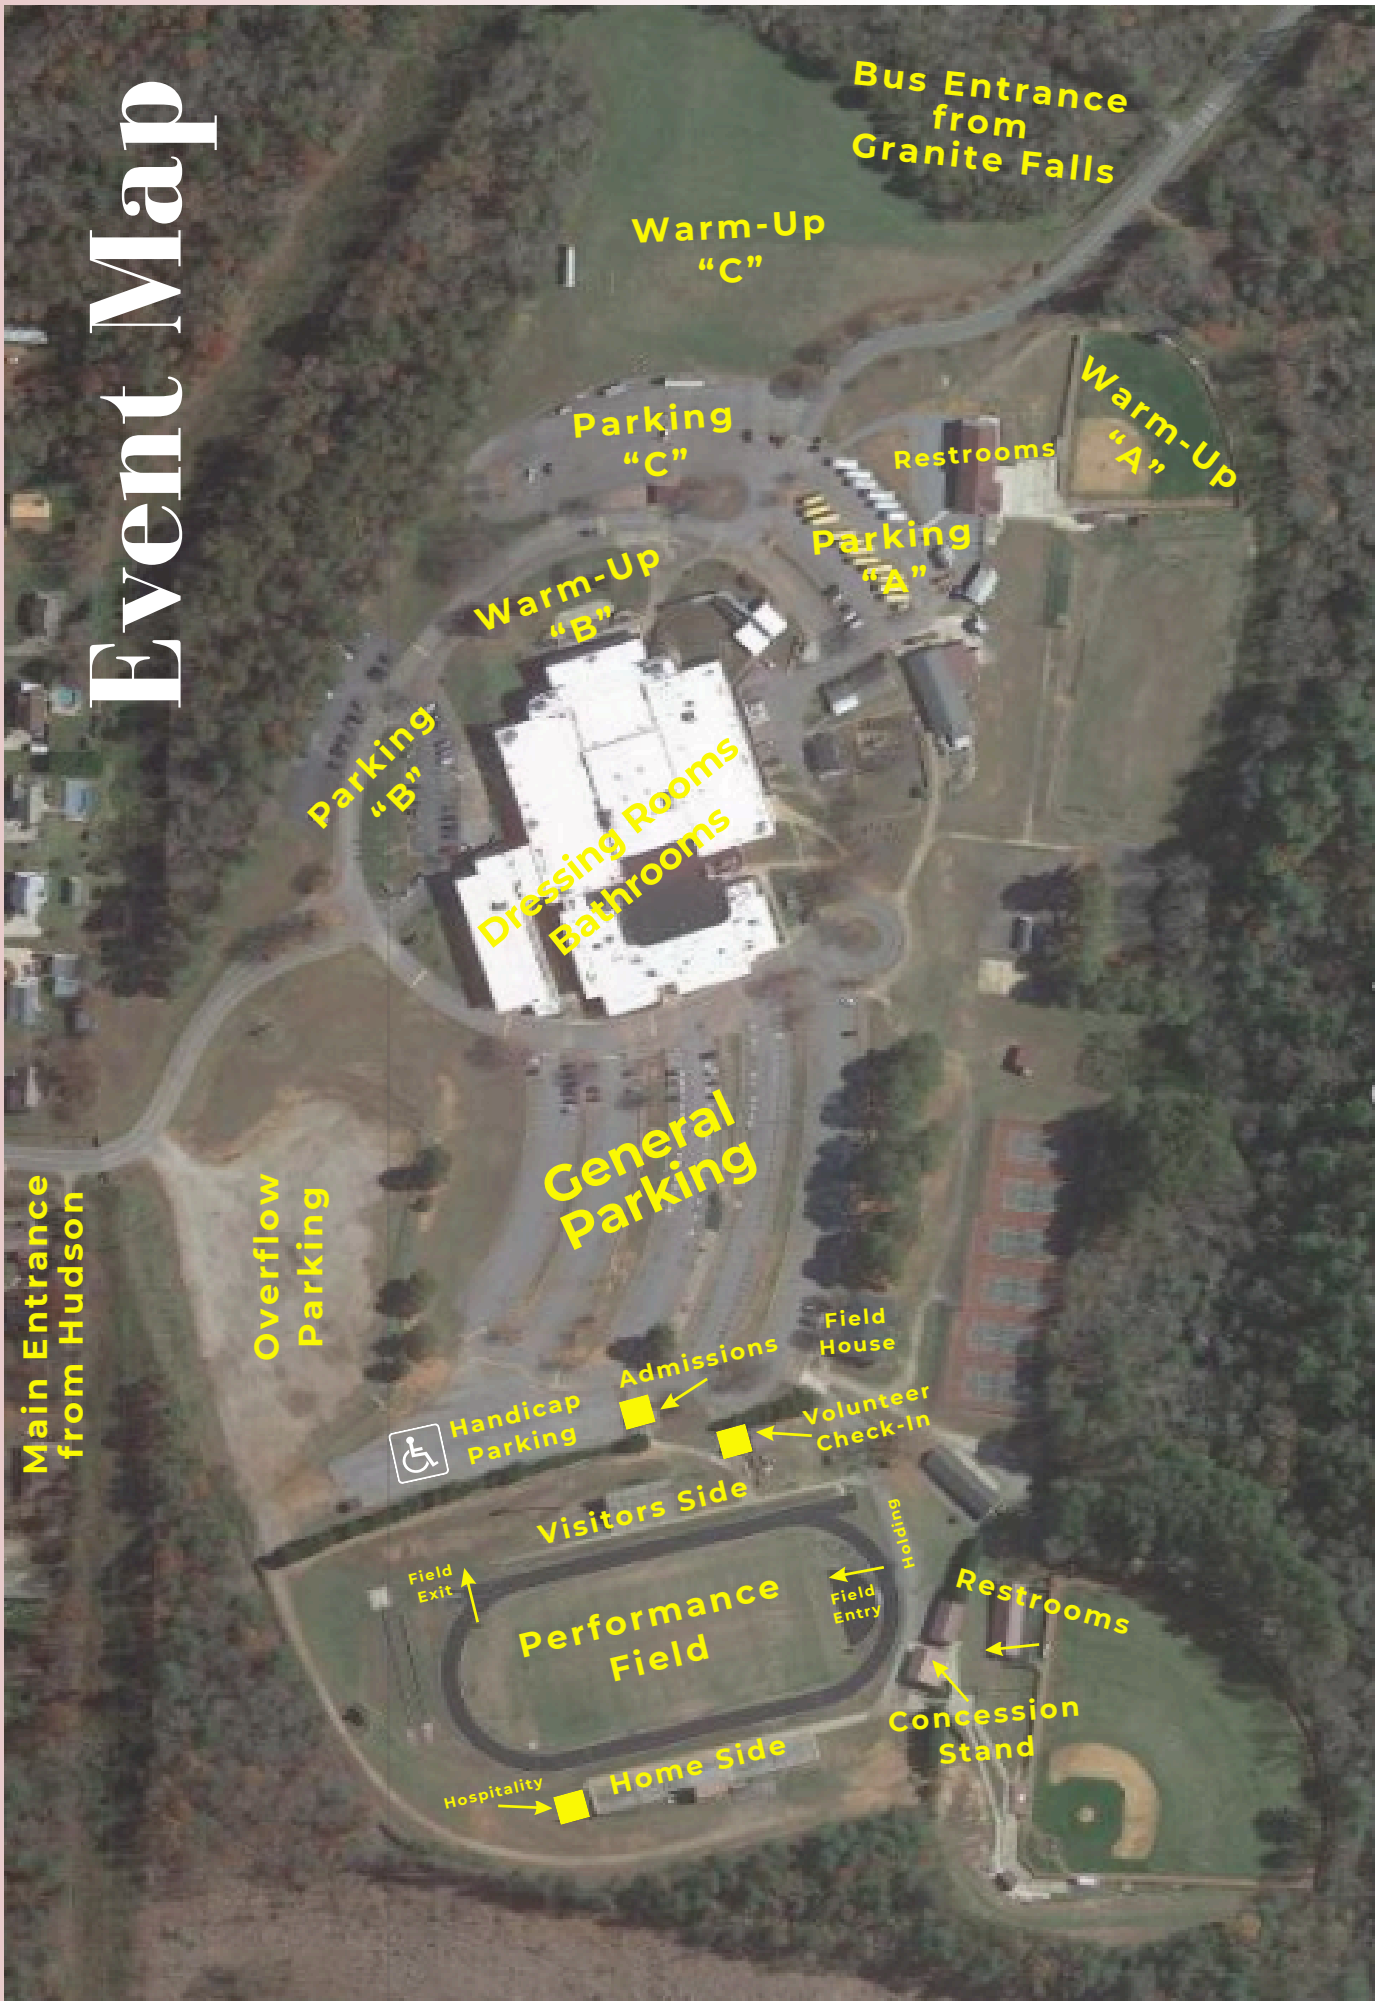 Event Map
Bus Entrance
from
Granite Falls
Warm-Up
“C”
Warm-Up
“A”
Parking
“C”
Restrooms
Parking
“A”
Warm-Up
“B”
Parking
“B”
Dressing Rooms
Bathrooms
General
Parking
Main Entrance
from Hudson
Overflow
Parking
Field
House
Admissions
Handicap
Parking
Volunteer
Check-In
Visitors Side
Holding
Field
Exit
Field
Entry
Performance
Field
Restrooms
Concession
Stand
Home Side
Hospitality